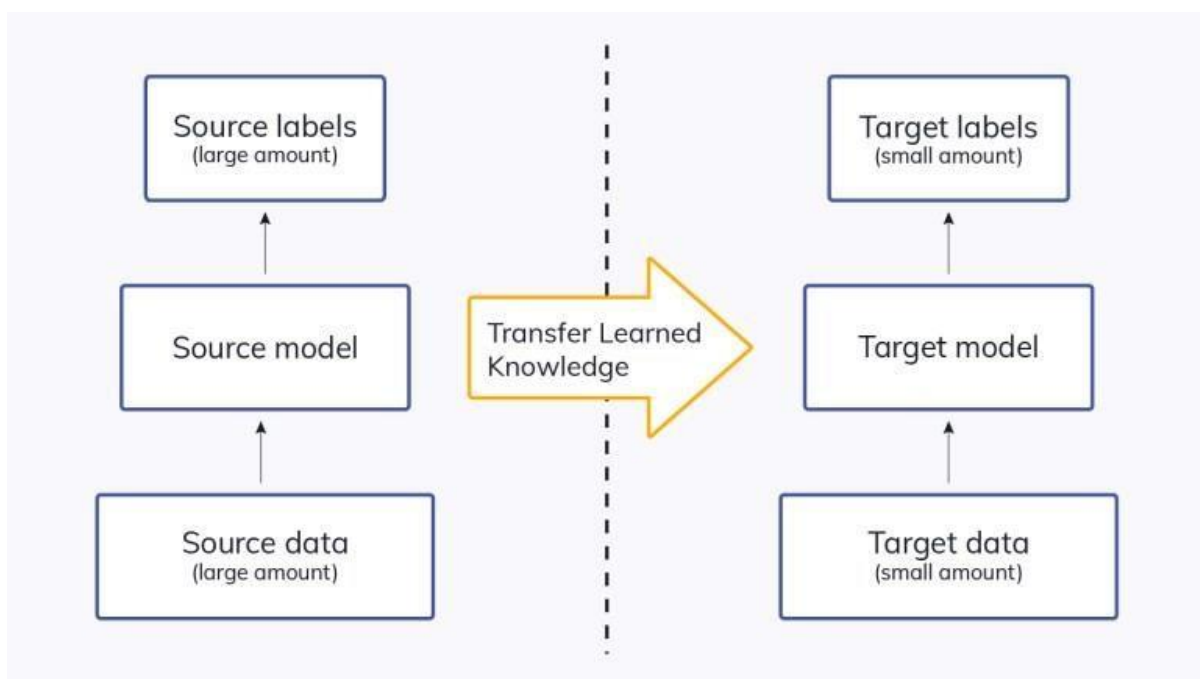 Source labels
(large amount)
Source model
Source data
(large amount)
Transfer Learned
Knowledge
Target labels
(small amount)
Target model
Target data
(small amount)